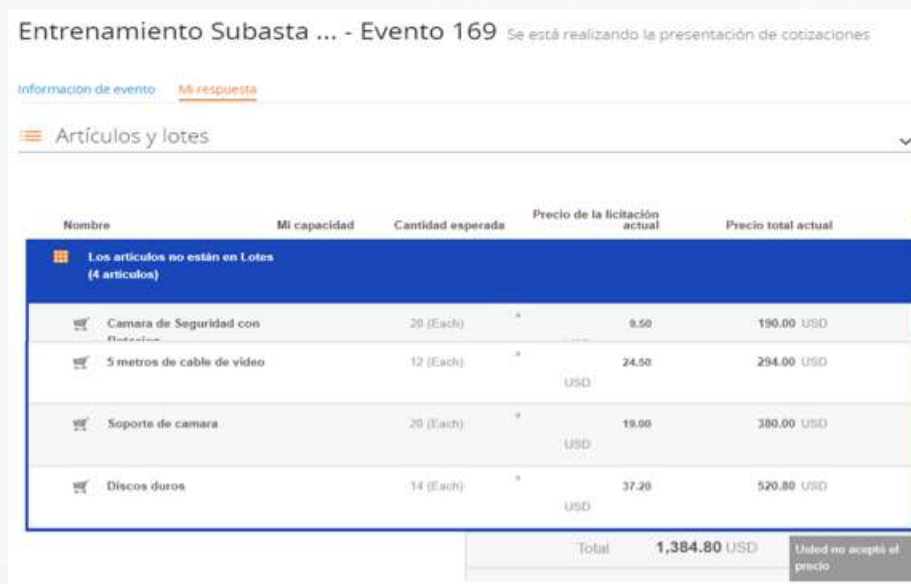 Entrenamiento Subasta ... - Evento 169 Se está realizando la presentación de cotizaciones
Información de evento Mi respuesta
Artículos y lotes
Nombre Mi capacidad Cantidad esperada Precio de la licitación actual Precio total actual
Los articulos no están en Lotes
(4 articulos)
Camara de Seguridad con 20 (Each) * 9.50 190.00 USD
5 metros de cable de video 12 (Each) * 24.50 294.00 USD
USD
Soporte de camara 20 (Each) * 19.00 380.00 USD
USD
Discos duros 14 (Each) * 37.20 520.80 USD
USD
Total 1,384.80 USD Usted no aceptó el
precio